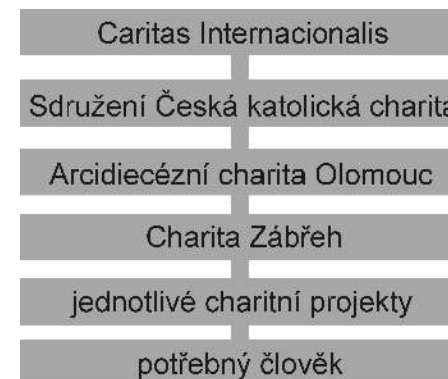 Caritas Internacionalis
Sdružení Česká katolická charita
Arcidiecézní charita Olomouc
Charita Zábřeh
jednotlivé charitní projekty
potřebný člověk